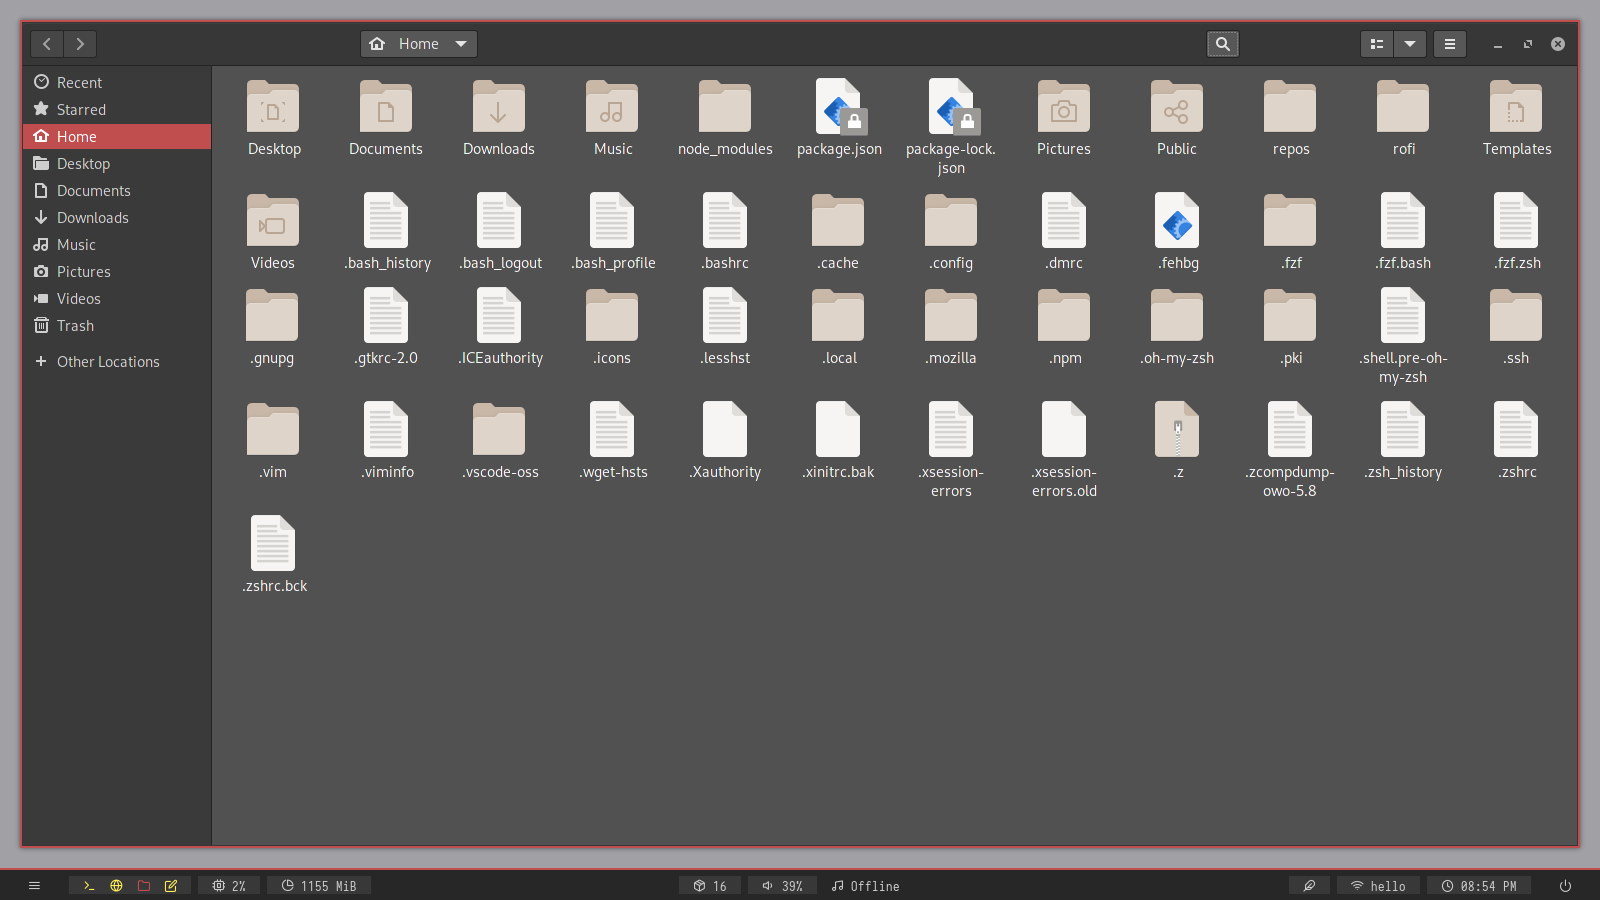 Home
Recent
Starred
Home
Desktop
Documents
Downloads
Music
Pictures
Videos
Trash
Other Locations
Desktop
Documents
Downloads
Music
node_modules
package.json
package-lock.
json
Pictures
Public
repos
rofi
Templates
Videos
.bash_history
.bash_logout
.bash_profile
.bashrc
.cache
.config
.dmrc
.fehbg
.fzf
.fzf.bash
.fzf.zsh
.gnupg
.gtkrc-2.0
.ICEauthority
.icons
.lesshst
.local
.mozilla
.npm
.oh-my-zsh
.pki
.shell.pre-oh-
my-zsh
.ssh
.vim
.viminfo
.vscode-oss
.wget-hsts
.Xauthority
.xinitrc.bak
.xsession-
errors
.xsession-
errors.old
.z
.zcompdump-
owo-5.8
.zsh_history
.zshrc
.zshrc.bck
2%
1155 MiB
16
39%
Offline
hello
08:54 PM